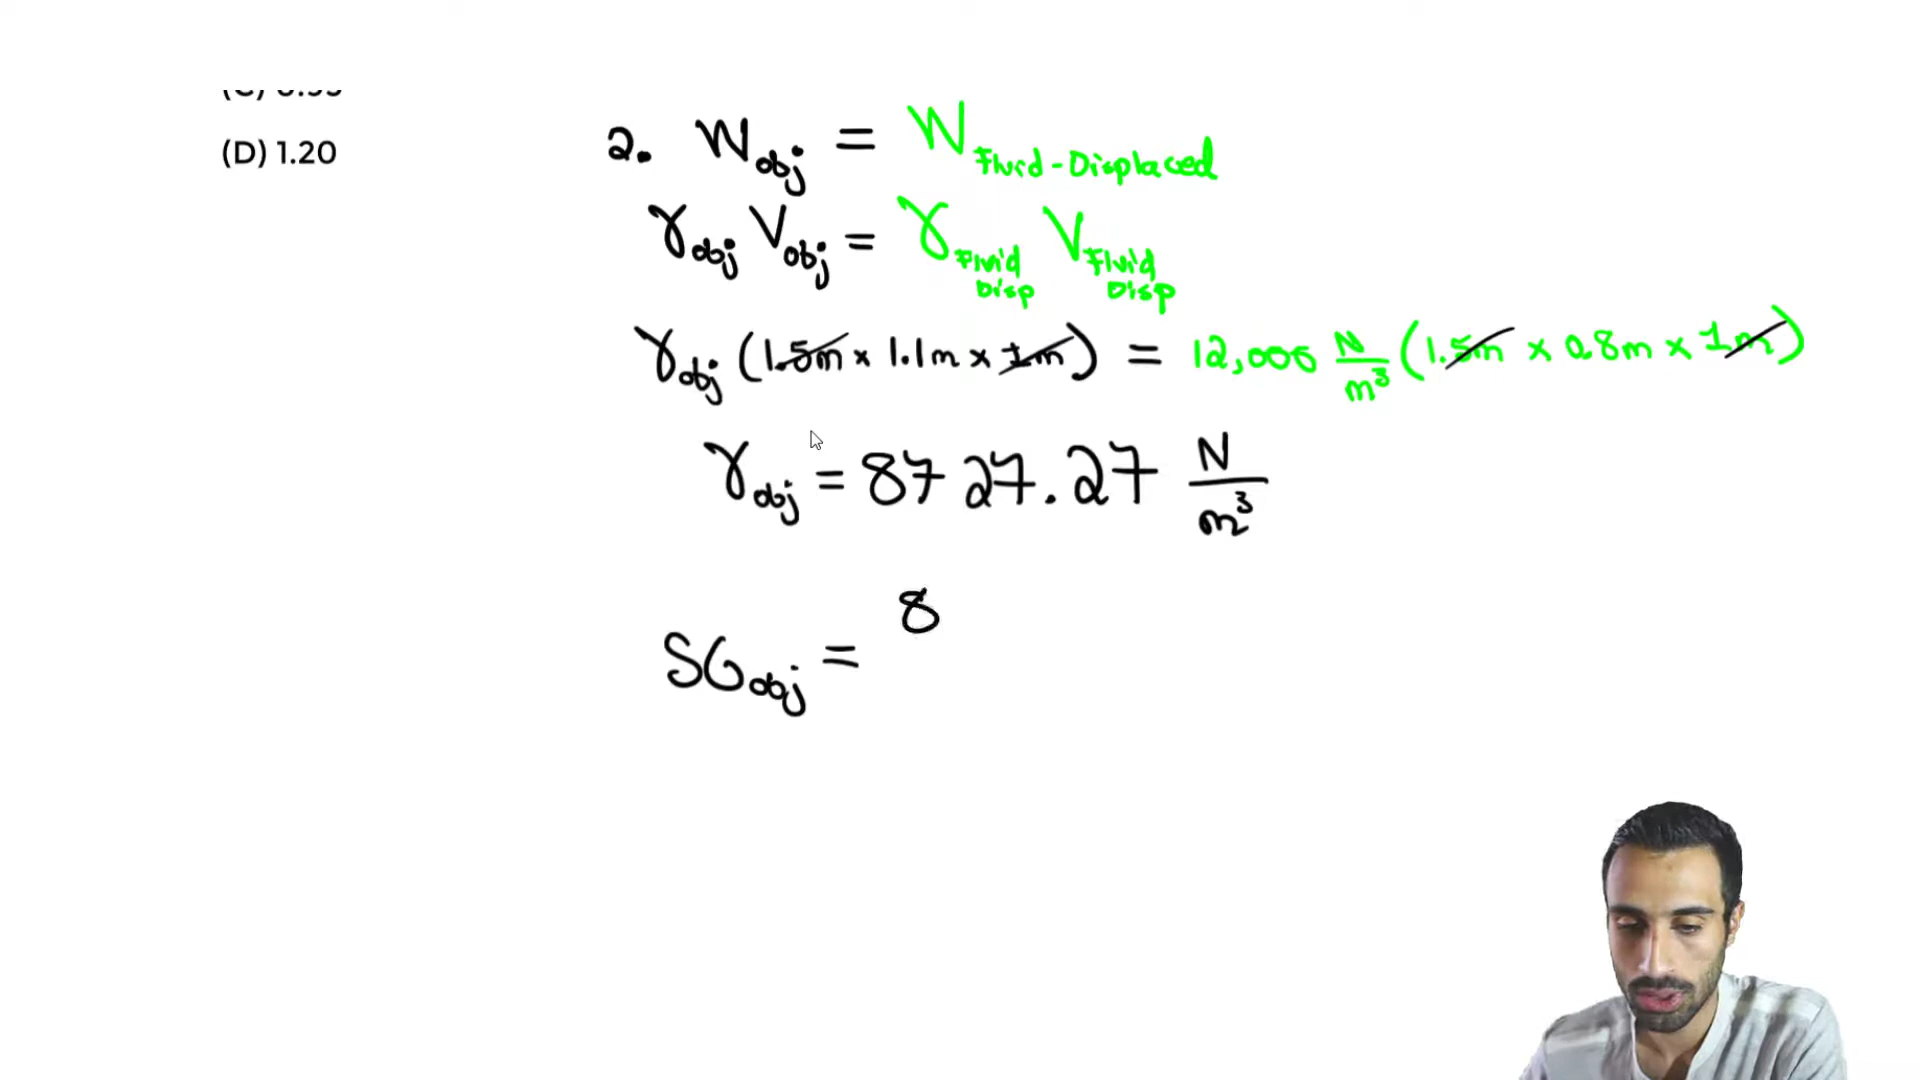 (D) 1.20
2. W obj = W Fluid-Displaced
γ obj V obj = γ Fluid Disp V Fluid Disp
γ obj (1.5m x 1.1m x 1m) = 12,000 N/m³ (1.5m x 0.8m x 1m)
γ obj = 8727.27 N/m³
8
SG obj =